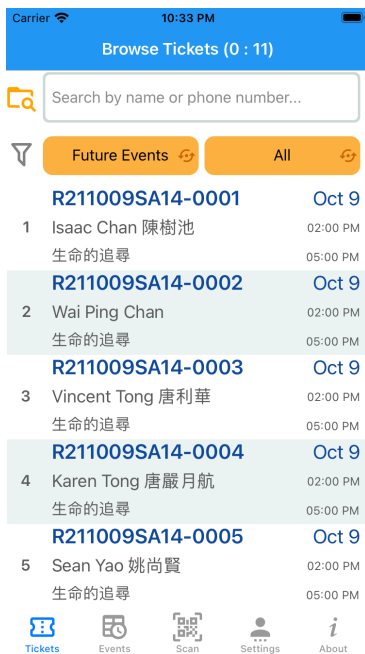 Carrier 10:33 PM
Browse Tickets (0 : 11)
Search by name or phone number...
Future Events All
R211009SA14-0001 Oct 9
1 Isaac Chan 陳樹池 02:00 PM
生命的追尋 05:00 PM
R211009SA14-0002 Oct 9
2 Wai Ping Chan 02:00 PM
生命的追尋 05:00 PM
R211009SA14-0003 Oct 9
3 Vincent Tong 唐利華 02:00 PM
生命的追尋 05:00 PM
R211009SA14-0004 Oct 9
4 Karen Tong 唐嚴月航 02:00 PM
生命的追尋 05:00 PM
R211009SA14-0005 Oct 9
5 Sean Yao 姚尚賢 02:00 PM
生命的追尋 05:00 PM
Tickets Events Scan Settings About